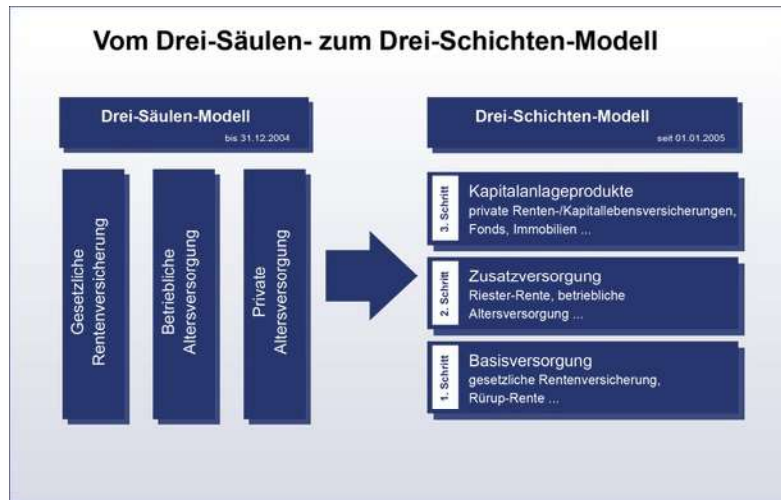 Vom Drei-Säulen- zum Drei-Schichten-Modell
Drei-Säulen-Modell
bis 31.12.2004
Gesetzliche
Rentenversicherung
Betriebliche
Altersversorgung
Private
Altersversorgung
Drei-Schichten-Modell
seit 01.01.2005
3. Schritt
Kapitalanlageprodukte
private Renten-/Kapitallebensversicherungen,
Fonds, Immobilien ...
2. Schritt
Zusatzversorgung
Riester-Rente, betriebliche
Altersversorgung ...
1. Schritt
Basisversorgung
gesetzliche Rentenversicherung,
Rürup-Rente ...